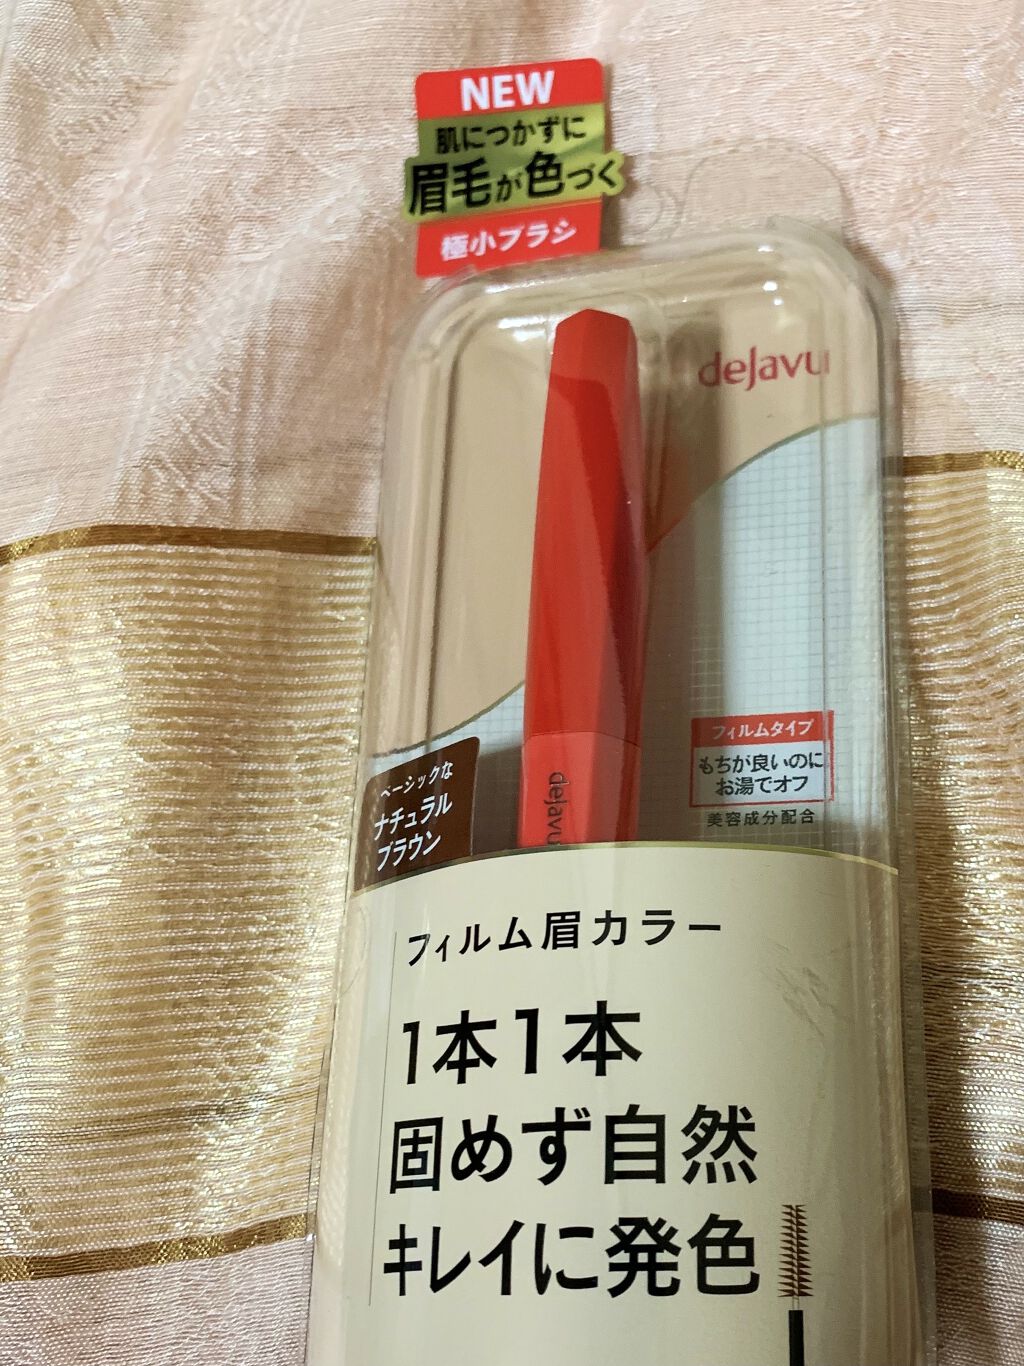 NEW
肌につかずに
眉毛が色づく
極小ブラシ
deJavu
フィルムタイプ
もちが良いのに
お湯でオフ
美容成分配合
ベーシックな
ナチュラル
ブラウン
deJavu
フィルム眉カラー
1本1本
固めず自然
キレイに発色